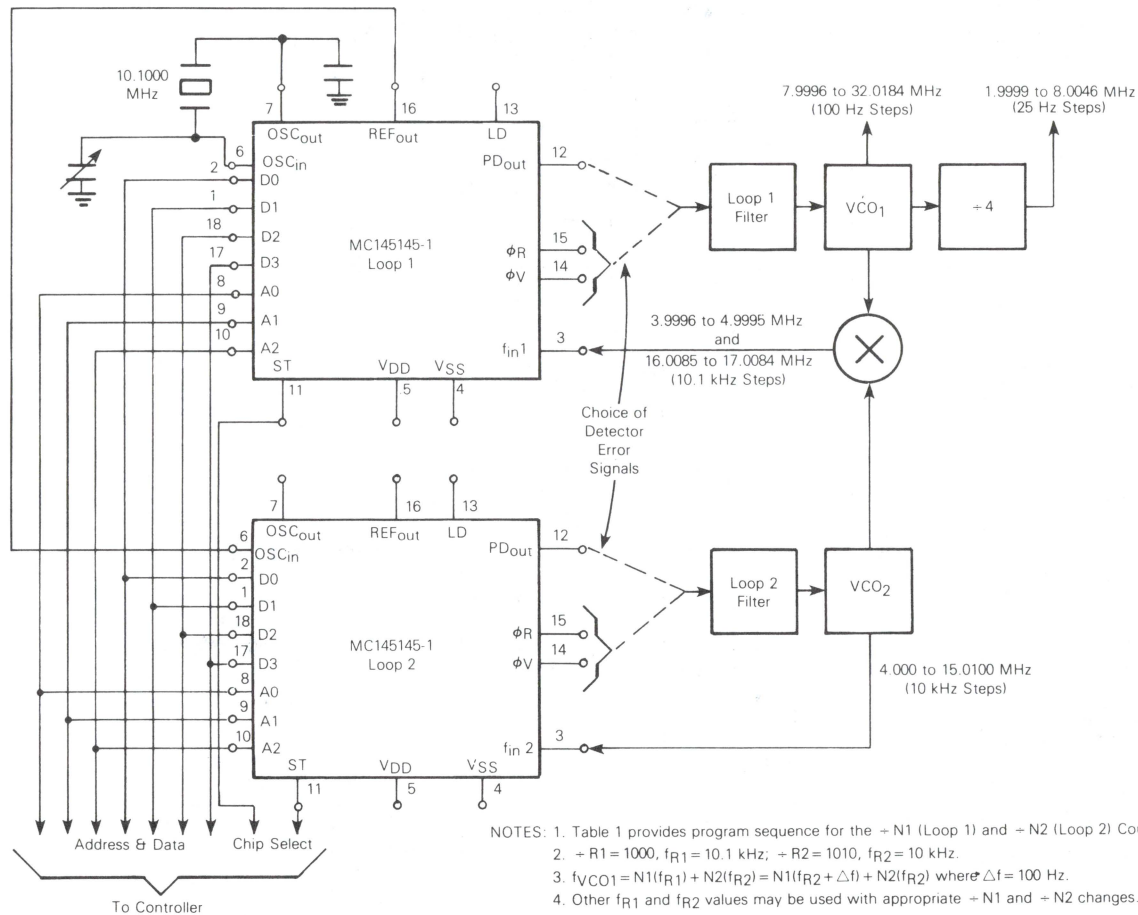 10.1000
MHz
7
OSCout
16
REFout
13
LD
6
OSCin
2
D0
1
D1
18
D2
17
D3
8
A0
9
A1
10
A2
MC145145-1
Loop 1
PDout
12
ϕR
15
ϕV
14
fin1
3
ST
11
VDD
5
VSS
4
Loop 1
Filter
VCO1
÷4
7.9996 to 32.0184 MHz
(100 Hz Steps)
1.9999 to 8.0046 MHz
(25 Hz Steps)
3.9996 to 4.9995 MHz
and
16.0085 to 17.0084 MHz
(10.1 kHz Steps)
Choice of
Detector
Error
Signals
7
OSCout
16
REFout
13
LD
6
OSCin
2
D0
1
D1
18
D2
17
D3
8
A0
9
A1
10
A2
MC145145-1
Loop 2
PDout
12
ϕR
15
ϕV
14
fin 2
3
ST
11
VDD
5
VSS
4
Loop 2
Filter
VCO2
4.000 to 15.0100 MHz
(10 kHz Steps)
Address & Data
Chip Select
To Controller
NOTES: 1. Table 1 provides program sequence for the ÷N1 (Loop 1) and ÷N2 (Loop 2) Cou
2. ÷R1 = 1000, fR1 = 10.1 kHz; ÷R2 = 1010, fR2 = 10 kHz.
3. fVCO1 = N1(fR1) + N2(fR2) = N1(fR2 + Δf) + N2(fR2) where Δf = 100 Hz.
4. Other fR1 and fR2 values may be used with appropriate ÷N1 and ÷N2 changes.